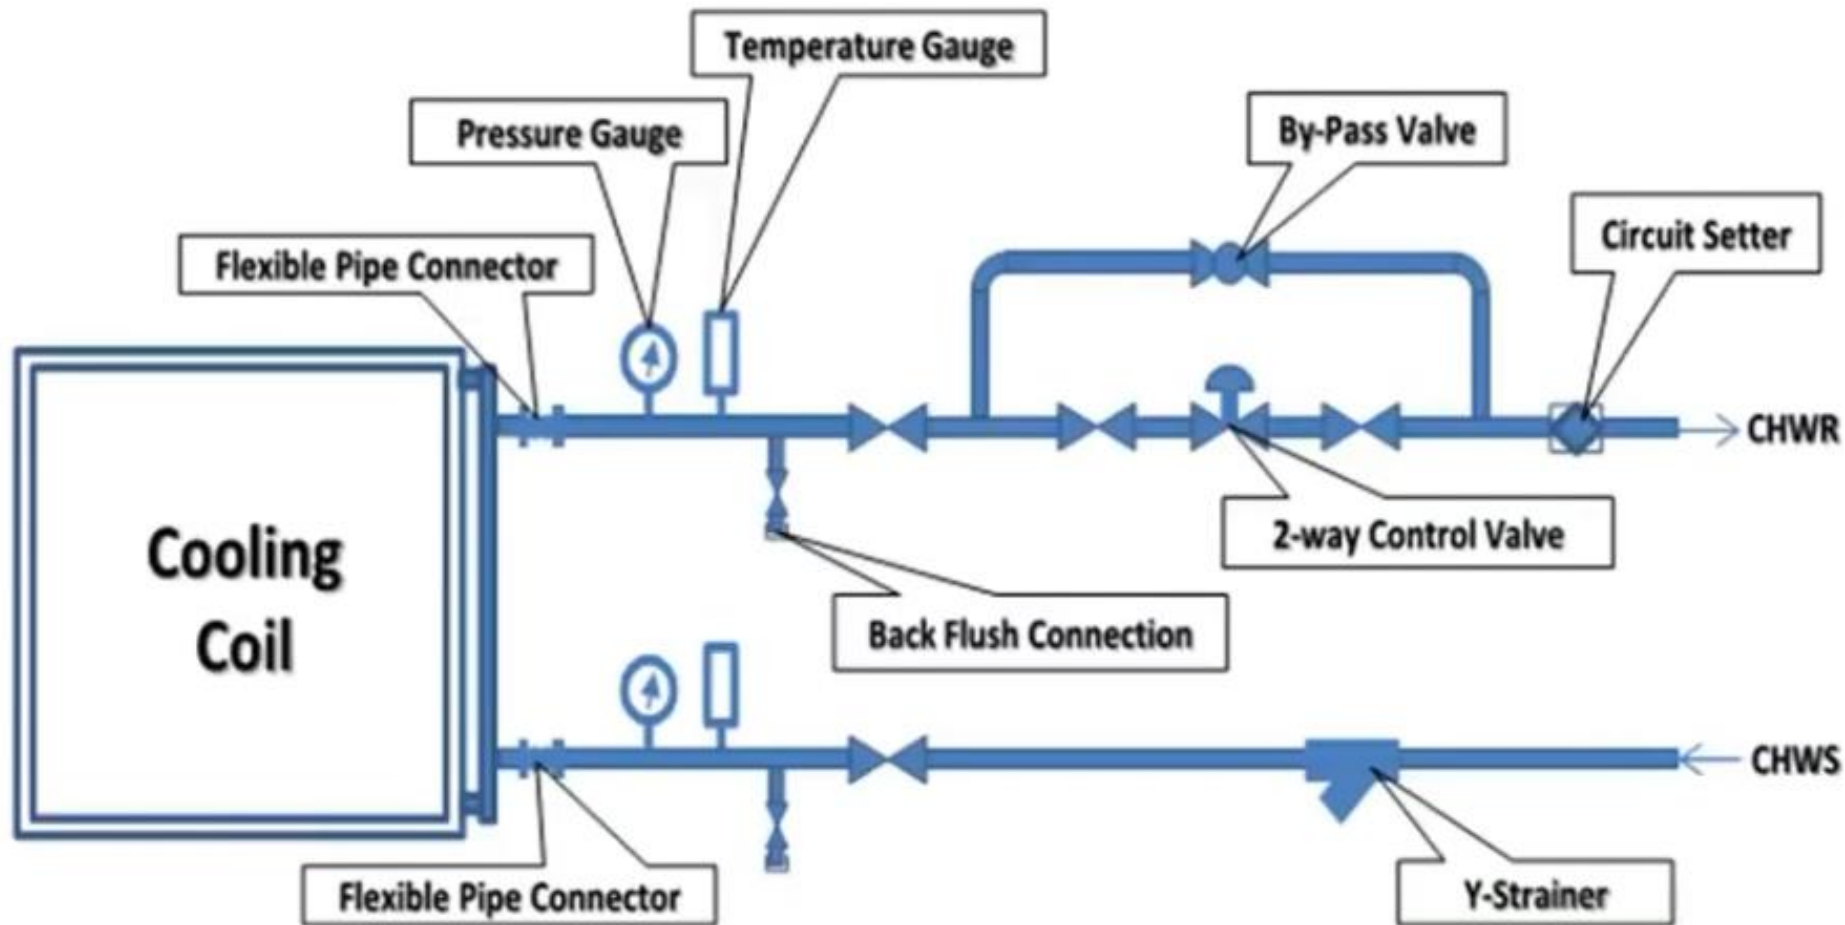 Temperature Gauge
Pressure Gauge
By-Pass Valve
Circuit Setter
Flexible Pipe Connector
CHWR
2-way Control Valve
Cooling
Coil
Back Flush Connection
CHWS
Flexible Pipe Connector
Y-Strainer